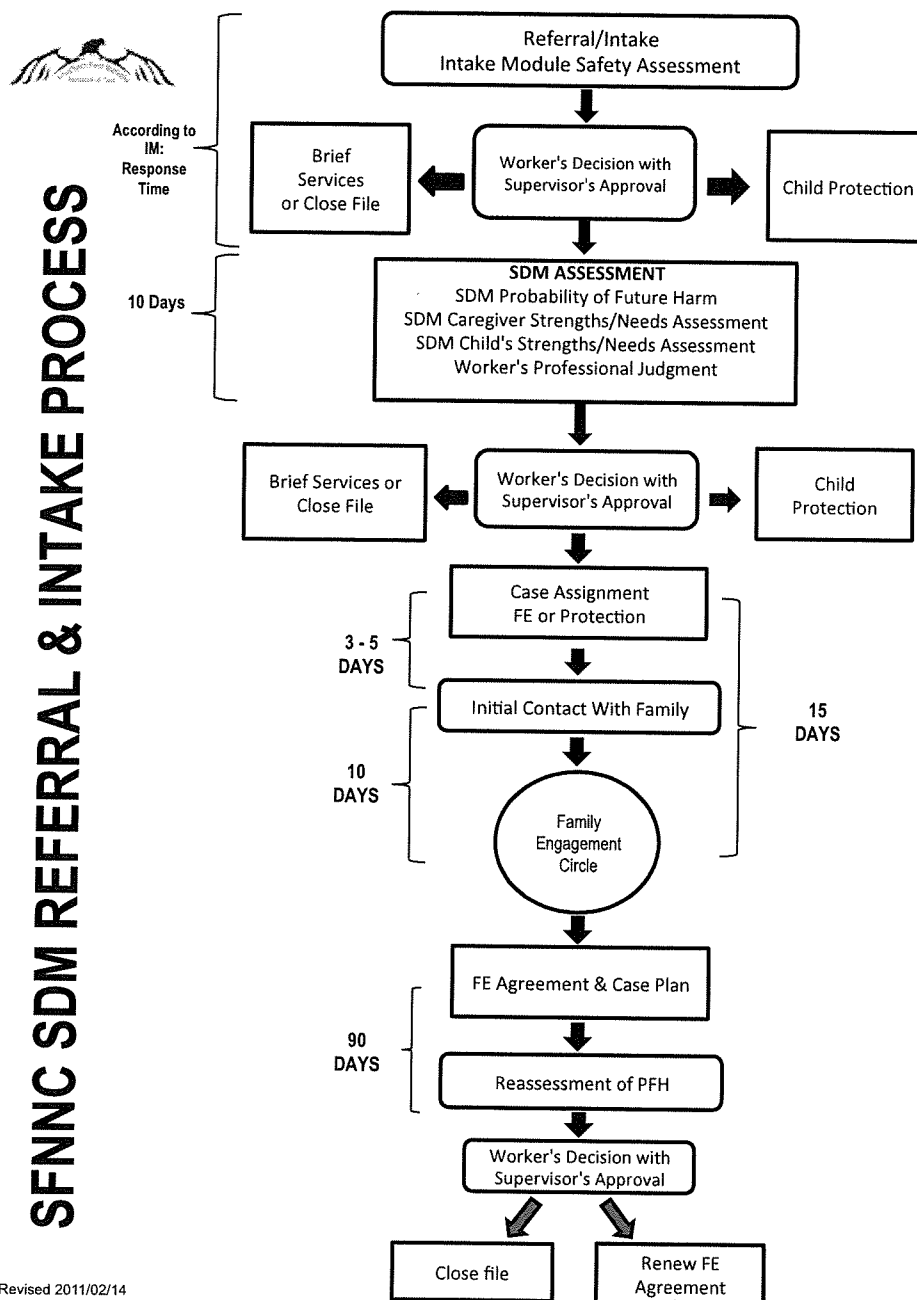 SFNNC SDM REFERRAL & INTAKE PROCESS
Referral/Intake
Intake Module Safety Assessment
According to
IM:
Response
Time
Brief
Services
or Close File
Worker's Decision with
Supervisor's Approval
Child Protection
10 Days
SDM ASSESSMENT
SDM Probability of Future Harm
SDM Caregiver Strengths/Needs Assessment
SDM Child's Strengths/Needs Assessment
Worker's Professional Judgment
Brief Services or
Close File
Worker's Decision with
Supervisor's Approval
Child
Protection
Case Assignment
FE or Protection
3 - 5
DAYS
Initial Contact With Family
15
DAYS
10
DAYS
Family
Engagement
Circle
FE Agreement & Case Plan
90
DAYS
Reassessment of PFH
Worker's Decision with
Supervisor's Approval
Close file
Renew FE
Agreement
Revised 2011/02/14